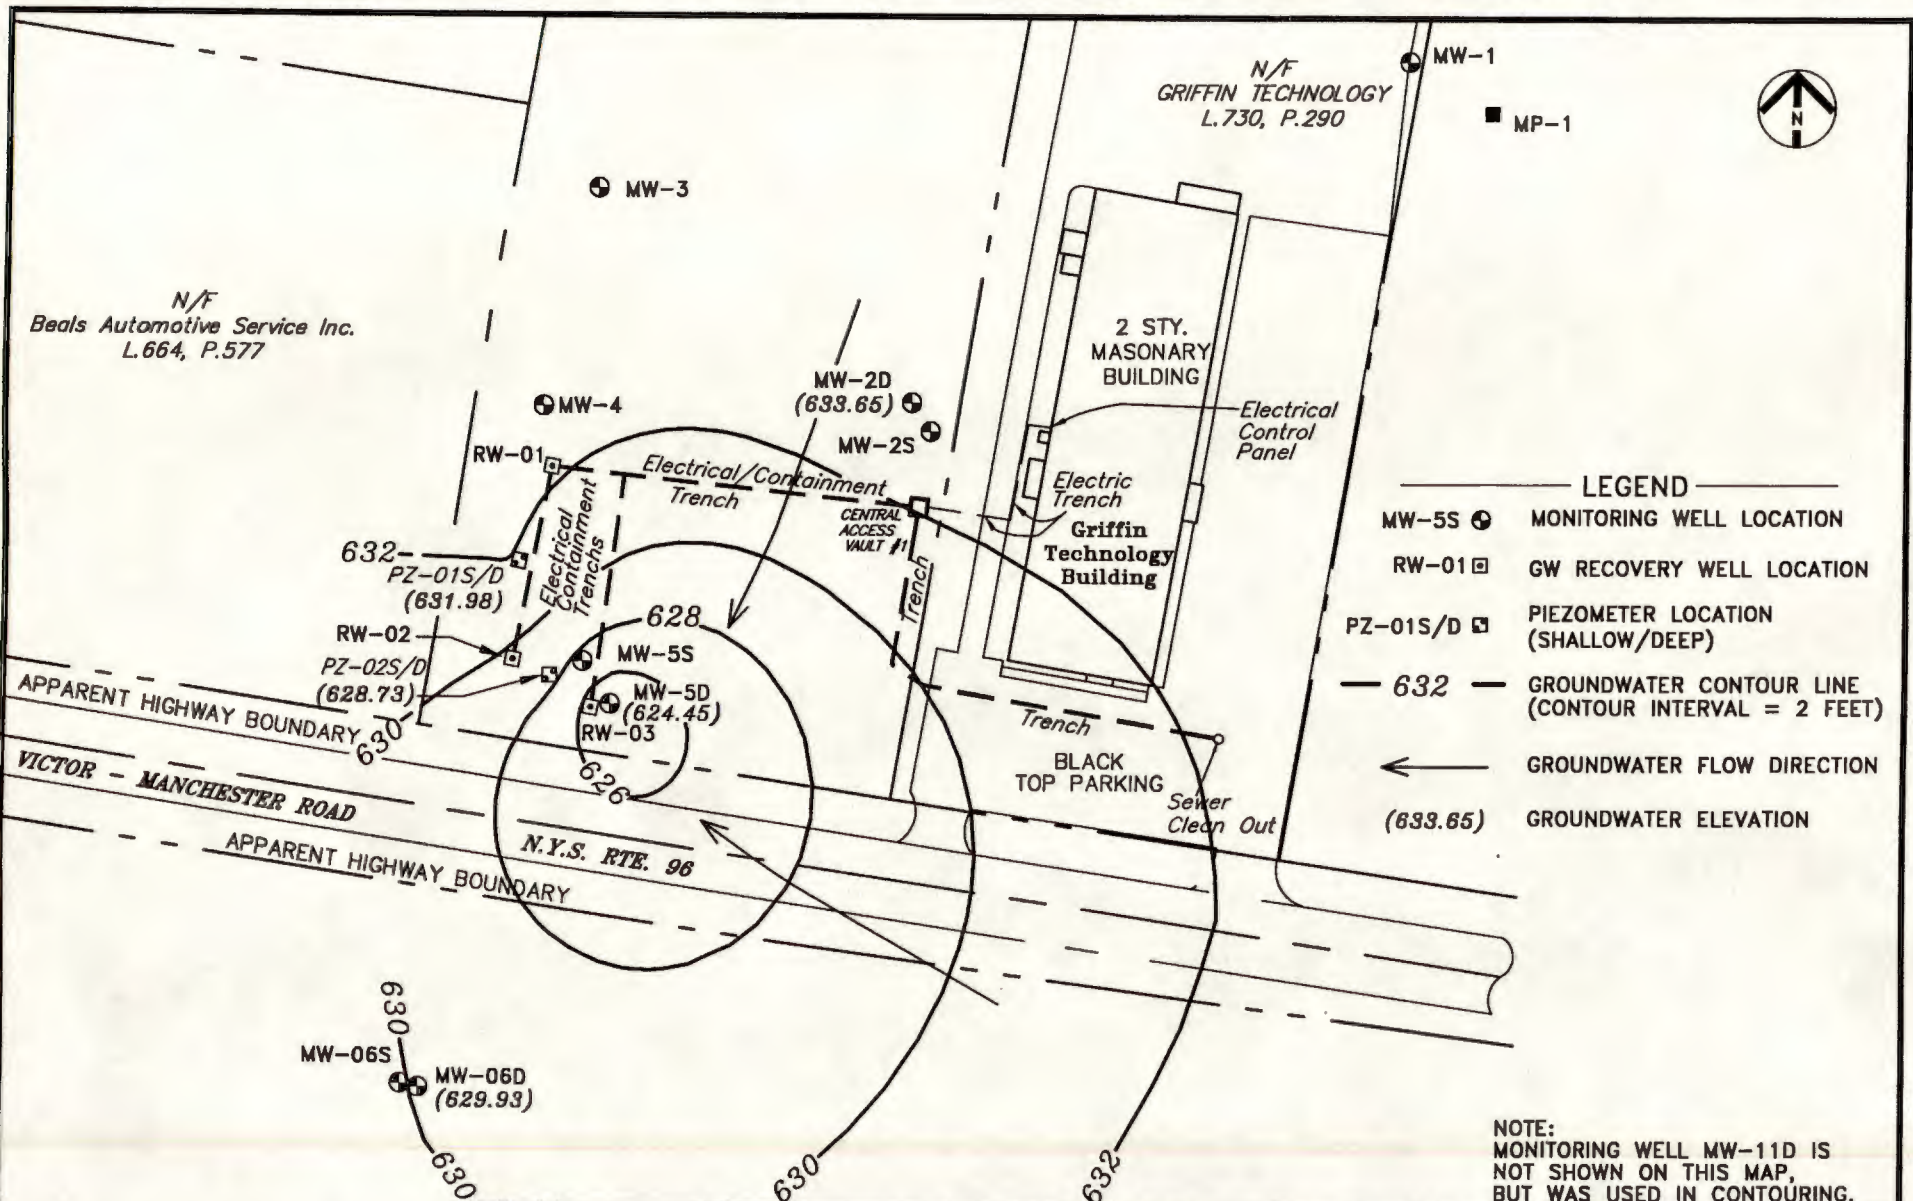 MW-1
N/F
GRIFFIN TECHNOLOGY
L.730, P.290
MP-1
N
MW-3
N/F
Beals Automotive Service Inc.
L.664, P.577
2 STY.
MASONARY
BUILDING
MW-2D
(633.65)
MW-4
MW-2S
Electrical
Control
Panel
RW-01
Electrical/Containment
Trench
Electric
Trench
CENTRAL
ACCESS
VAULT #1
Griffin
Technology
Building
632
PZ-01S/D
(631.98)
Electrical
Containment
Trenchs
Trench
628
RW-02
MW-5S
PZ-02S/D
(628.73)
MW-5D
(624.45)
RW-03
APPARENT HIGHWAY BOUNDARY
630
626
Trench
BLACK
TOP PARKING
Sewer
Clean Out
VICTOR - MANCHESTER ROAD
N.Y.S. RTE. 96
APPARENT HIGHWAY BOUNDARY
630
MW-06S
MW-06D
(629.93)
630
630
632
LEGEND
MW-5S MONITORING WELL LOCATION
RW-01 GW RECOVERY WELL LOCATION
PZ-01S/D PIEZOMETER LOCATION
(SHALLOW/DEEP)
632 GROUNDWATER CONTOUR LINE
(CONTOUR INTERVAL = 2 FEET)
GROUNDWATER FLOW DIRECTION
(633.65) GROUNDWATER ELEVATION
NOTE:
MONITORING WELL MW-11D IS
NOT SHOWN ON THIS MAP,
BUT WAS USED IN CONTOURING.